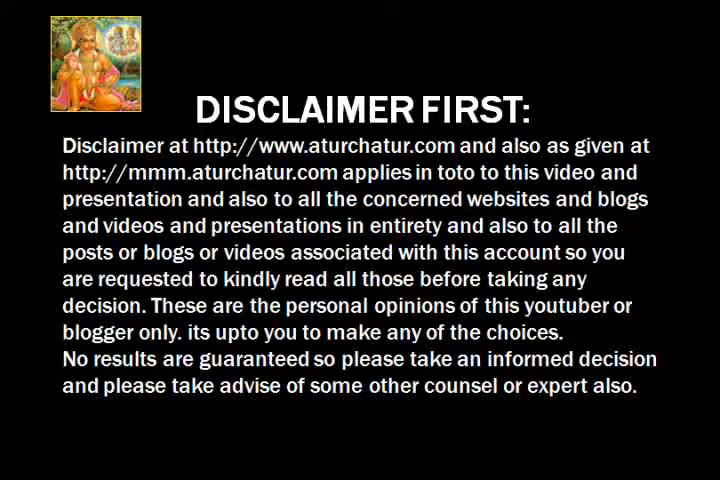 DISCLAIMER FIRST:
Disclaimer at http://www.aturchatur.com and also as given at
http://mmm.aturchatur.com applies in toto to this video and
presentation and also to all the concerned websites and blogs
and videos and presentations in entirety and also to all the
posts or blogs or videos associated with this account so you
are requested to kindly read all those before taking any
decision. These are the personal opinions of this youtuber or
blogger only. its upto you to make any of the choices.
No results are guaranteed so please take an informed decision
and please take advise of some other counsel or expert also.